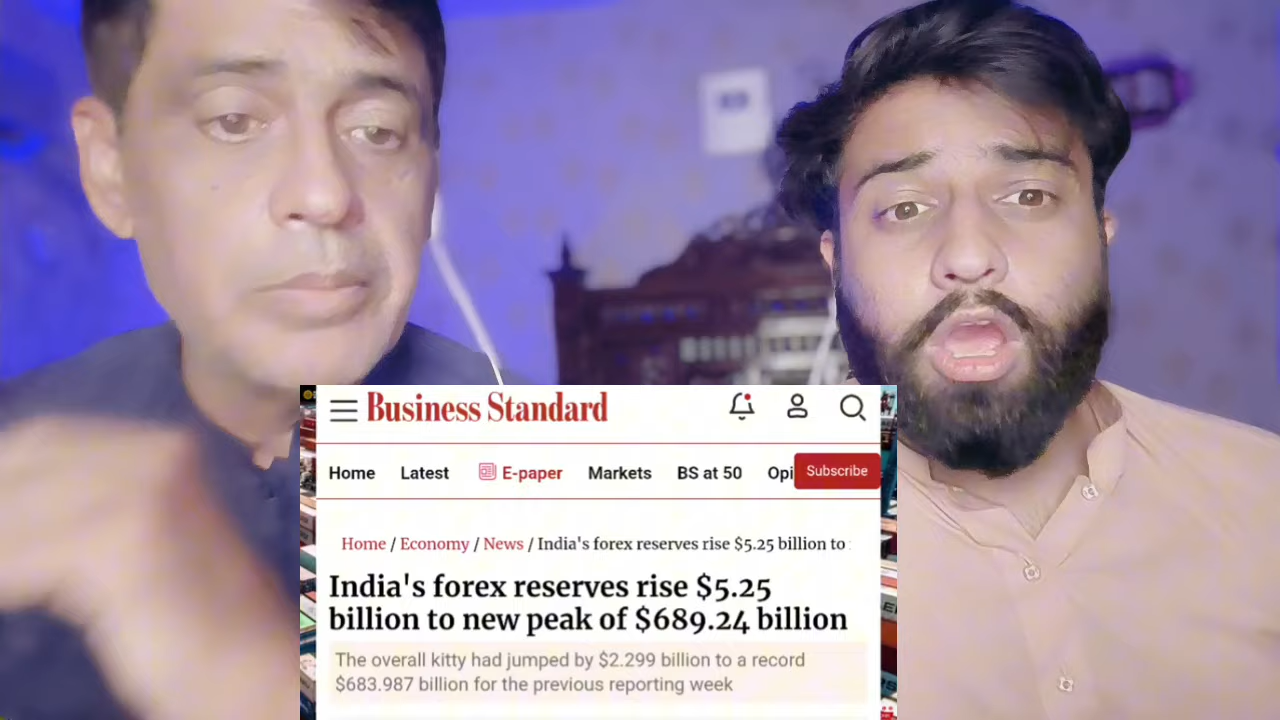 Business Standard
Home Latest E-paper Markets BS at 50 Opi Subscribe
Home / Economy / News / India's forex reserves rise $5.25 billion to
India's forex reserves rise $5.25
billion to new peak of $689.24 billion
The overall kitty had jumped by $2.299 billion to a record
$683.987 billion for the previous reporting week